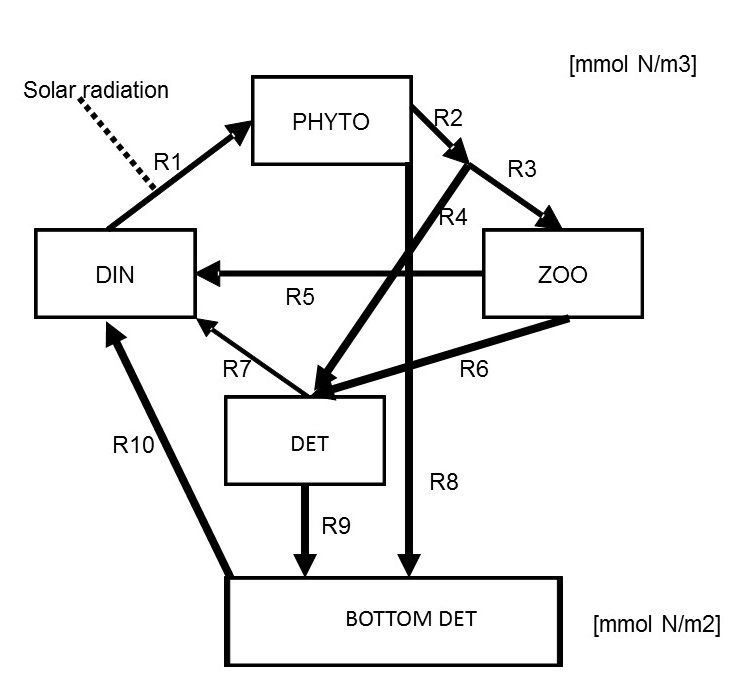 [mmol N/m3]
Solar radiation
PHYTO
R2
R1
R3
R4
DIN
ZOO
R5
R7
R6
DET
R10
R8
R9
BOTTOM DET
[mmol N/m2]